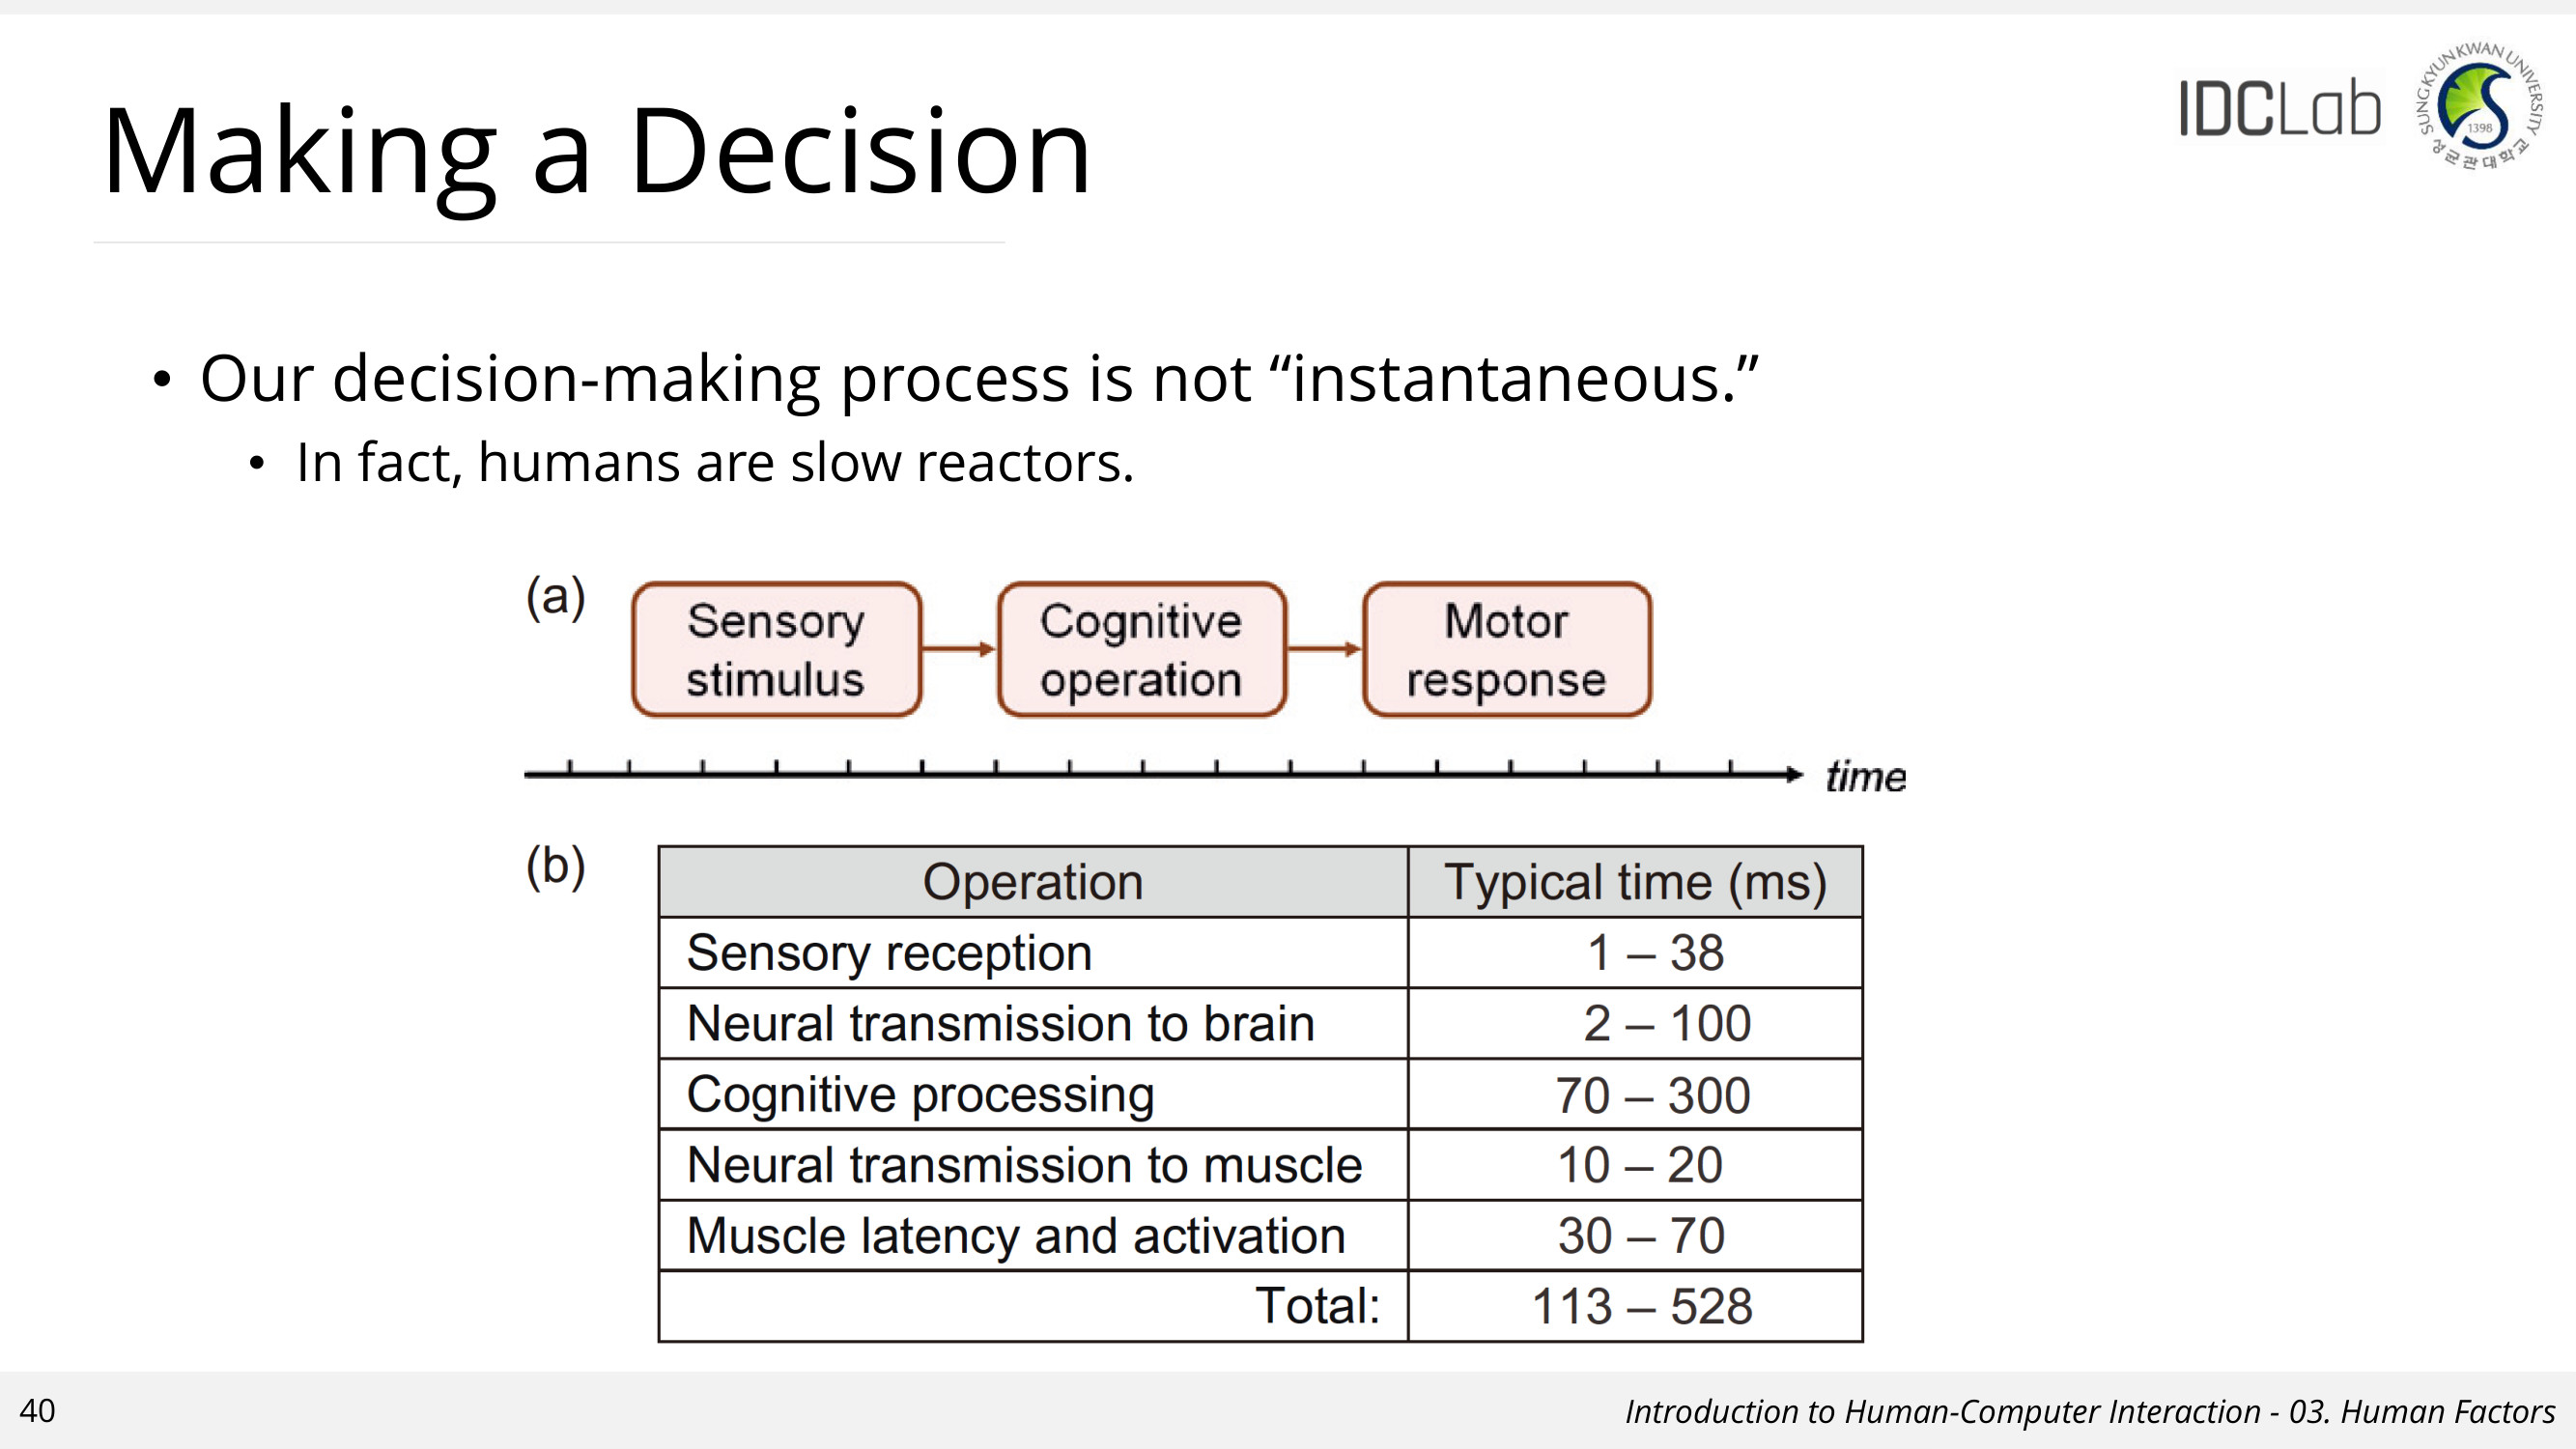 Making a Decision
IDCLab
SUNGKYUNKWAN UNIVERSITY
1398
성균관대학교
• Our decision-making process is not “instantaneous.”
• In fact, humans are slow reactors.
(a)
Sensory stimulus
Cognitive operation
Motor response
time
(b)
Operation Typical time (ms)
Sensory reception 1 – 38
Neural transmission to brain 2 – 100
Cognitive processing 70 – 300
Neural transmission to muscle 10 – 20
Muscle latency and activation 30 – 70
Total: 113 – 528
40
Introduction to Human-Computer Interaction - 03. Human Factors